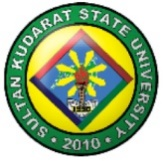 SULTAN KUDARAT STATE UNIVERSITY
• 2010 •